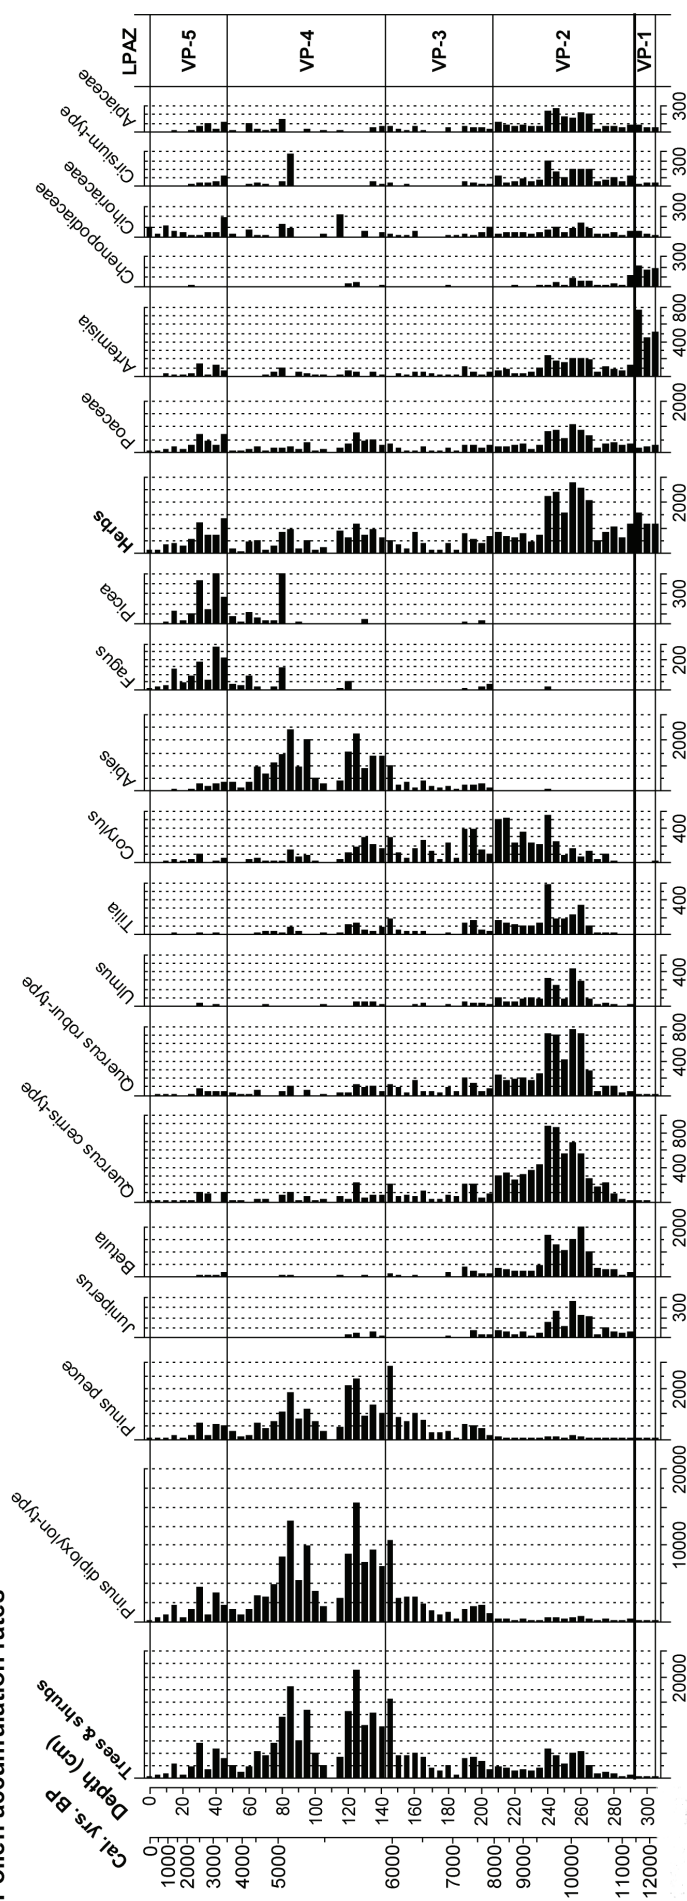 Pollen accumulation rates
Cal. yrs. BP
Depth (cm)
Trees & shrubs
Pinus diploxylon-type
Pinus peuce
Juniperus
Betula
Quercus cerris-type
Quercus robur-type
Ulmus
Tilia
Corylus
Abies
Fagus
Picea
Herbs
Poaceae
Artemisia
Chenopodiaceae
Cihoriaceae
Cirsium-type
Apiaceae
LPAZ
0 1000 2000 3000 4000 5000 6000 7000 8000 9000 10000 11000 12000
0 20 40 60 80 100 120 140 160 180 200 220 240 260 280 300
VP-5
VP-4
VP-3
VP-2
VP-1
20000 10000 20000 2000 300 2000 400 800 400 800 400 400 400 2000 200 300 2000 2000 400 800 300 300 300 300